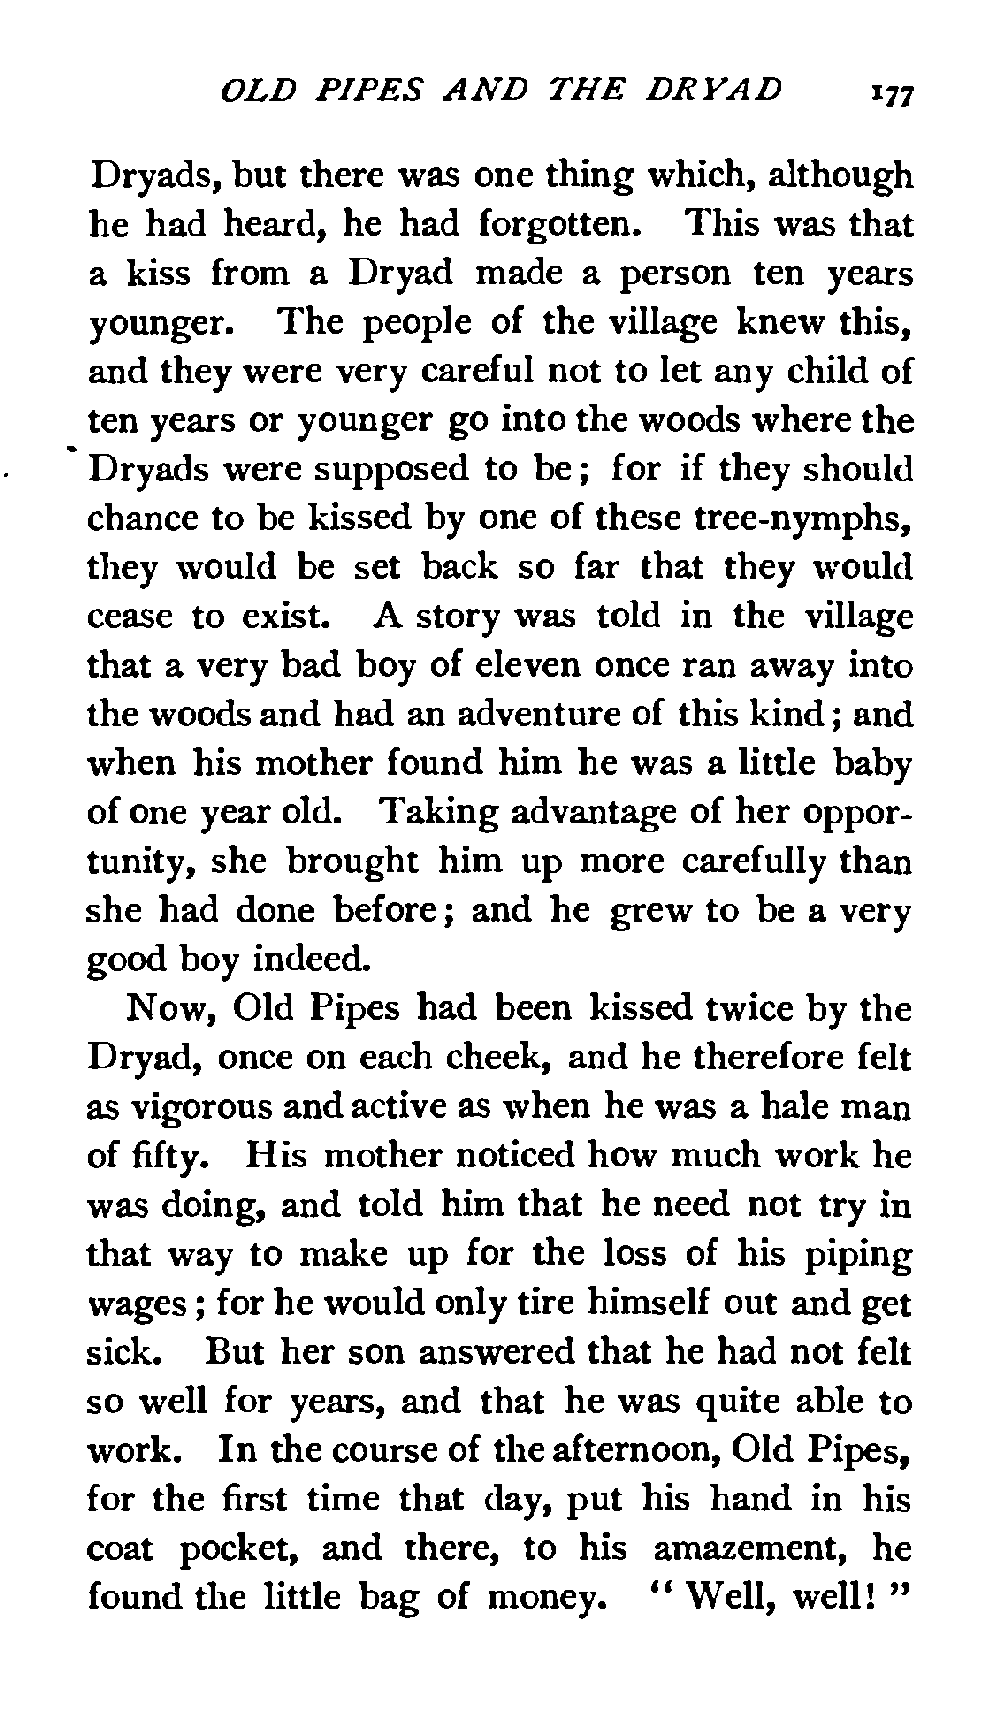 OLD PIPES AND THE DRYAD 177
Dryads, but there was one thing which, although
he had heard, he had forgotten. This was that
a kiss from a Dryad made a person ten years
younger. The people of the village knew this,
and they were very careful not to let any child of
ten years or younger go into the woods where the
Dryads were supposed to be; for if they should
chance to be kissed by one of these tree-nymphs,
they would be set back so far that they would
cease to exist. A story was told in the village
that a very bad boy of eleven once ran away into
the woods and had an adventure of this kind; and
when his mother found him he was a little baby
of one year old. Taking advantage of her oppor-
tunity, she brought him up more carefully than
she had done before; and he grew to be a very
good boy indeed.
Now, Old Pipes had been kissed twice by the
Dryad, once on each cheek, and he therefore felt
as vigorous and active as when he was a hale man
of fifty. His mother noticed how much work he
was doing, and told him that he need not try in
that way to make up for the loss of his piping
wages; for he would only tire himself out and get
sick. But her son answered that he had not felt
so well for years, and that he was quite able to
work. In the course of the afternoon, Old Pipes,
for the first time that day, put his hand in his
coat pocket, and there, to his amazement, he
found the little bag of money. "Well, well!"